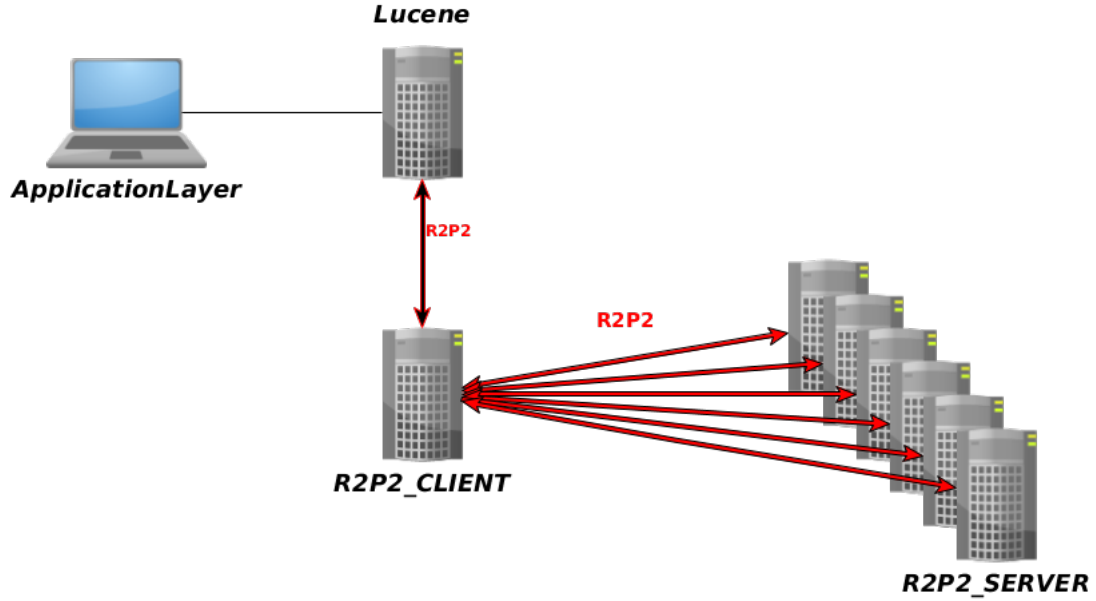 Lucene
ApplicationLayer
R2P2
R2P2
R2P2_CLIENT
R2P2_SERVER